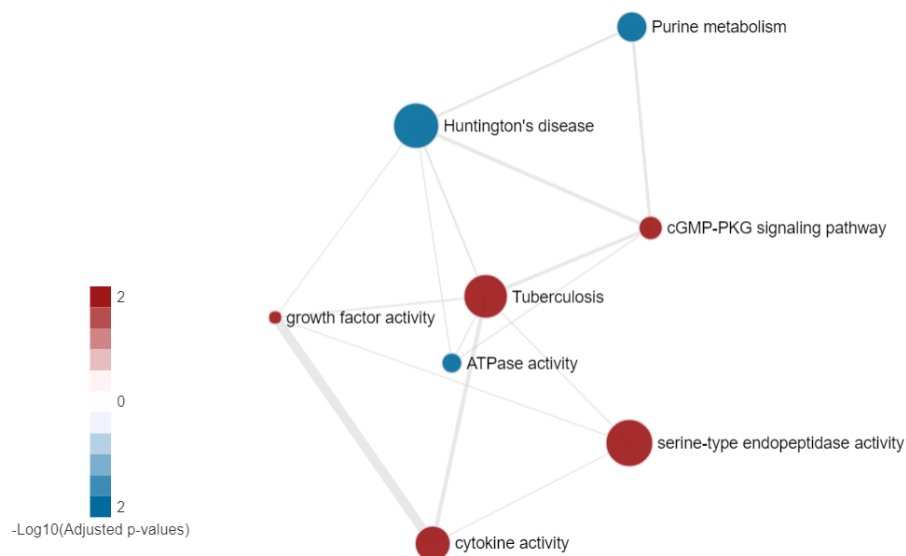 Purine metabolism
Huntington's disease
cGMP-PKG signaling pathway
Tuberculosis
growth factor activity
ATPase activity
serine-type endopeptidase activity
cytokine activity
2
0
2
-Log10(Adjusted p-values)